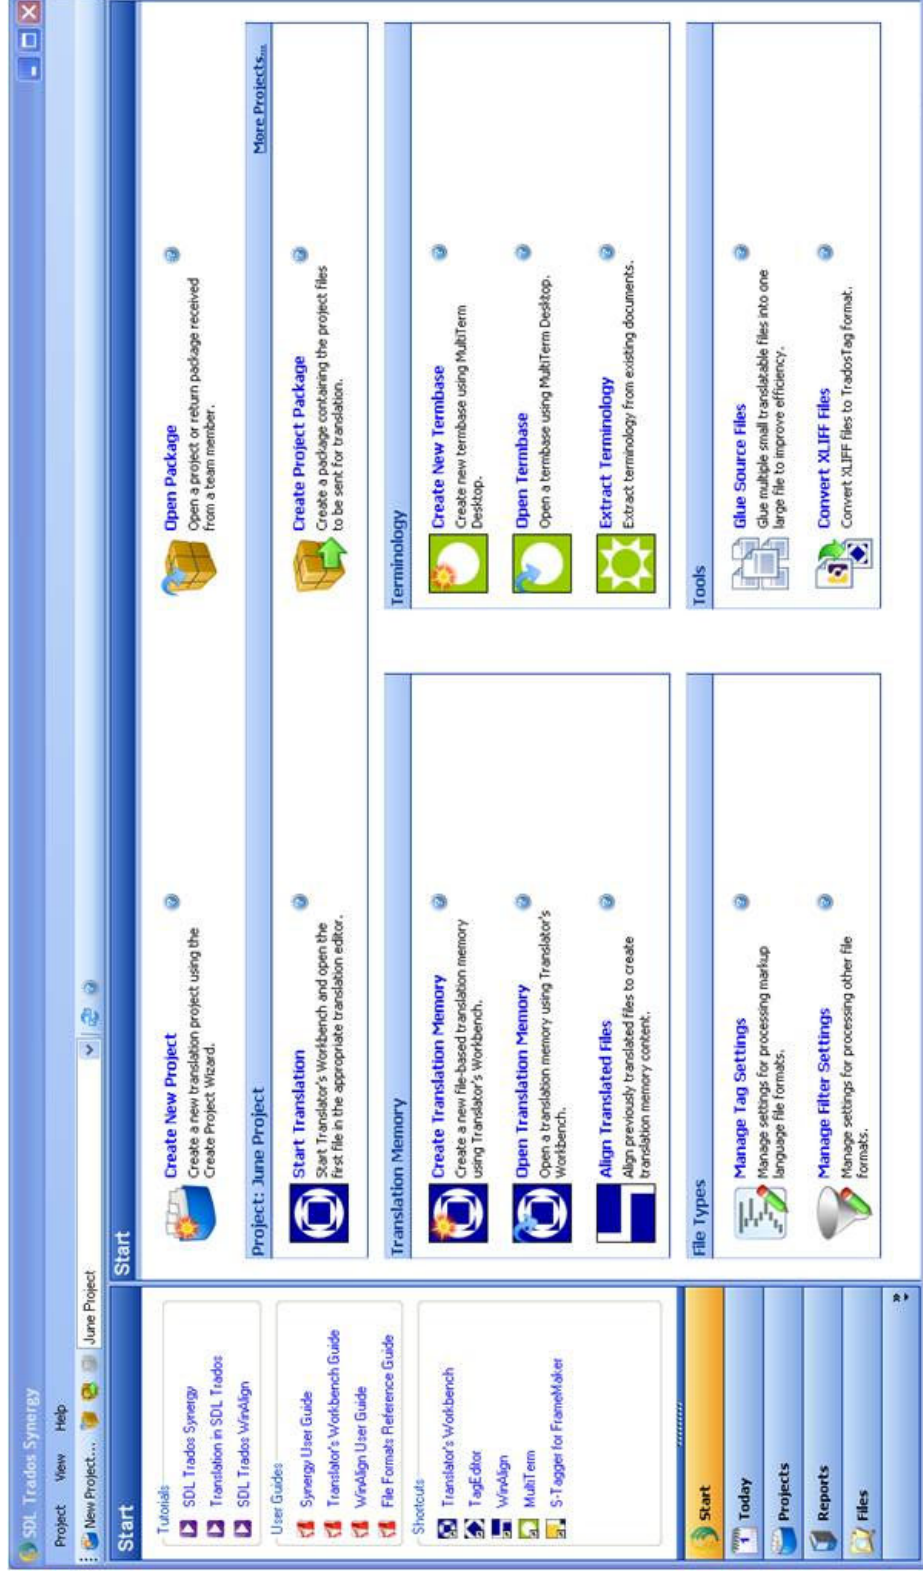 SDL Trados Synergy
Project View Help
New Project... June Project
Start
Tutorials
SDL Trados Synergy
Translation in SDL Trados
SDL Trados WinAlign
User Guides
Synergy User Guide
Translator's Workbench Guide
WinAlign User Guide
File Formats Reference Guide
Shortcuts
Translator's Workbench
TagEditor
WinAlign
MultiTerm
S-Tagger for FrameMaker
Start
Today
Projects
Reports
Files
Start
Create New Project
Create a new translation project using the
Create Project Wizard.
Open Package
Open a project or return package received
from a team member.
Project: June Project
More Projects...
Start Translation
Start Translator's Workbench and open the
first file in the appropriate translation editor.
Create Project Package
Create a package containing the project files
to be sent for translation.
Translation Memory
Create Translation Memory
Create a new file-based translation memory
using Translator's Workbench.
Open Translation Memory
Open a translation memory using Translator's
Workbench.
Align Translated Files
Align previously translated files to create
translation memory content.
Terminology
Create New Termbase
Create new termbase using MultiTerm
Desktop.
Open Termbase
Open a termbase using MultiTerm Desktop.
Extract Terminology
Extract terminology from existing documents.
File Types
Manage Tag Settings
Manage settings for processing markup
language file formats.
Manage Filter Settings
Manage settings for processing other file
formats.
Tools
Glue Source Files
Glue multiple small translatable files into one
large file to improve efficiency.
Convert XLIFF Files
Convert XLIFF files to TradosTag format.